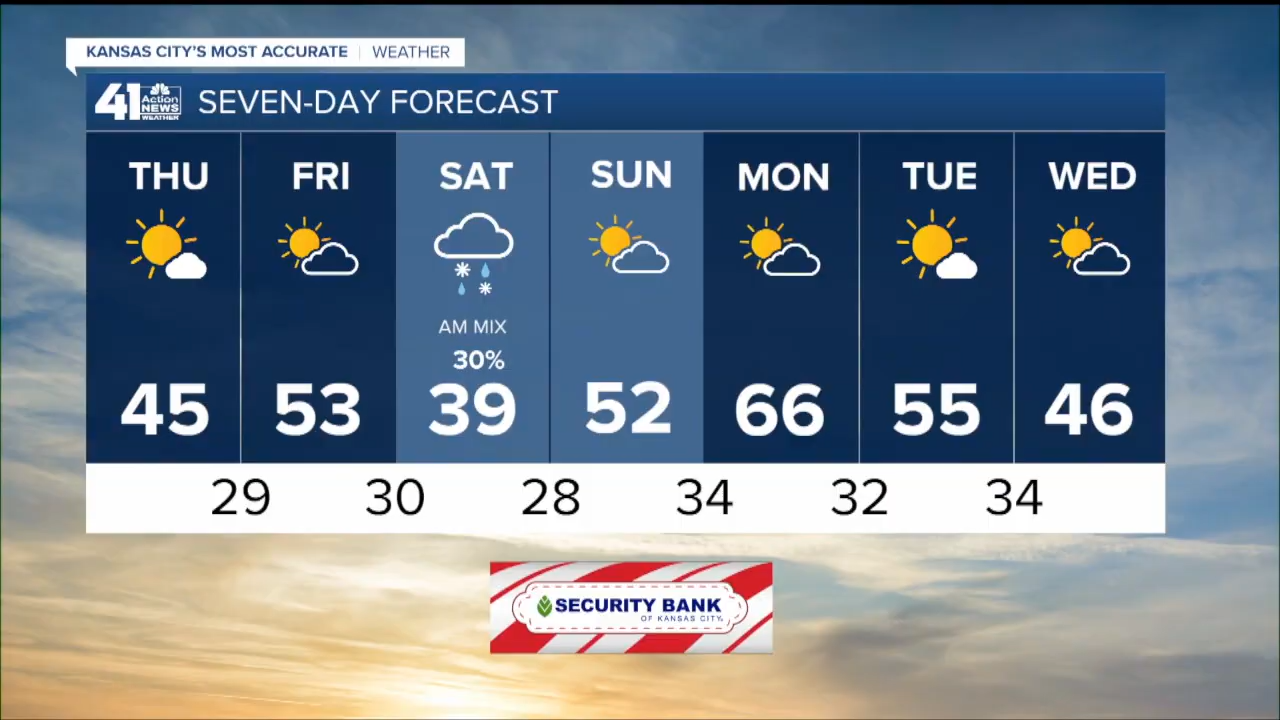 KANSAS CITY'S MOST ACCURATE | WEATHER
41 Action NEWS WEATHER
SEVEN-DAY FORECAST
THU FRI SAT SUN MON TUE WED
AM MIX
30%
45 53 39 52 66 55 46
29 30 28 34 32 34
SECURITY BANK
OF KANSAS CITY